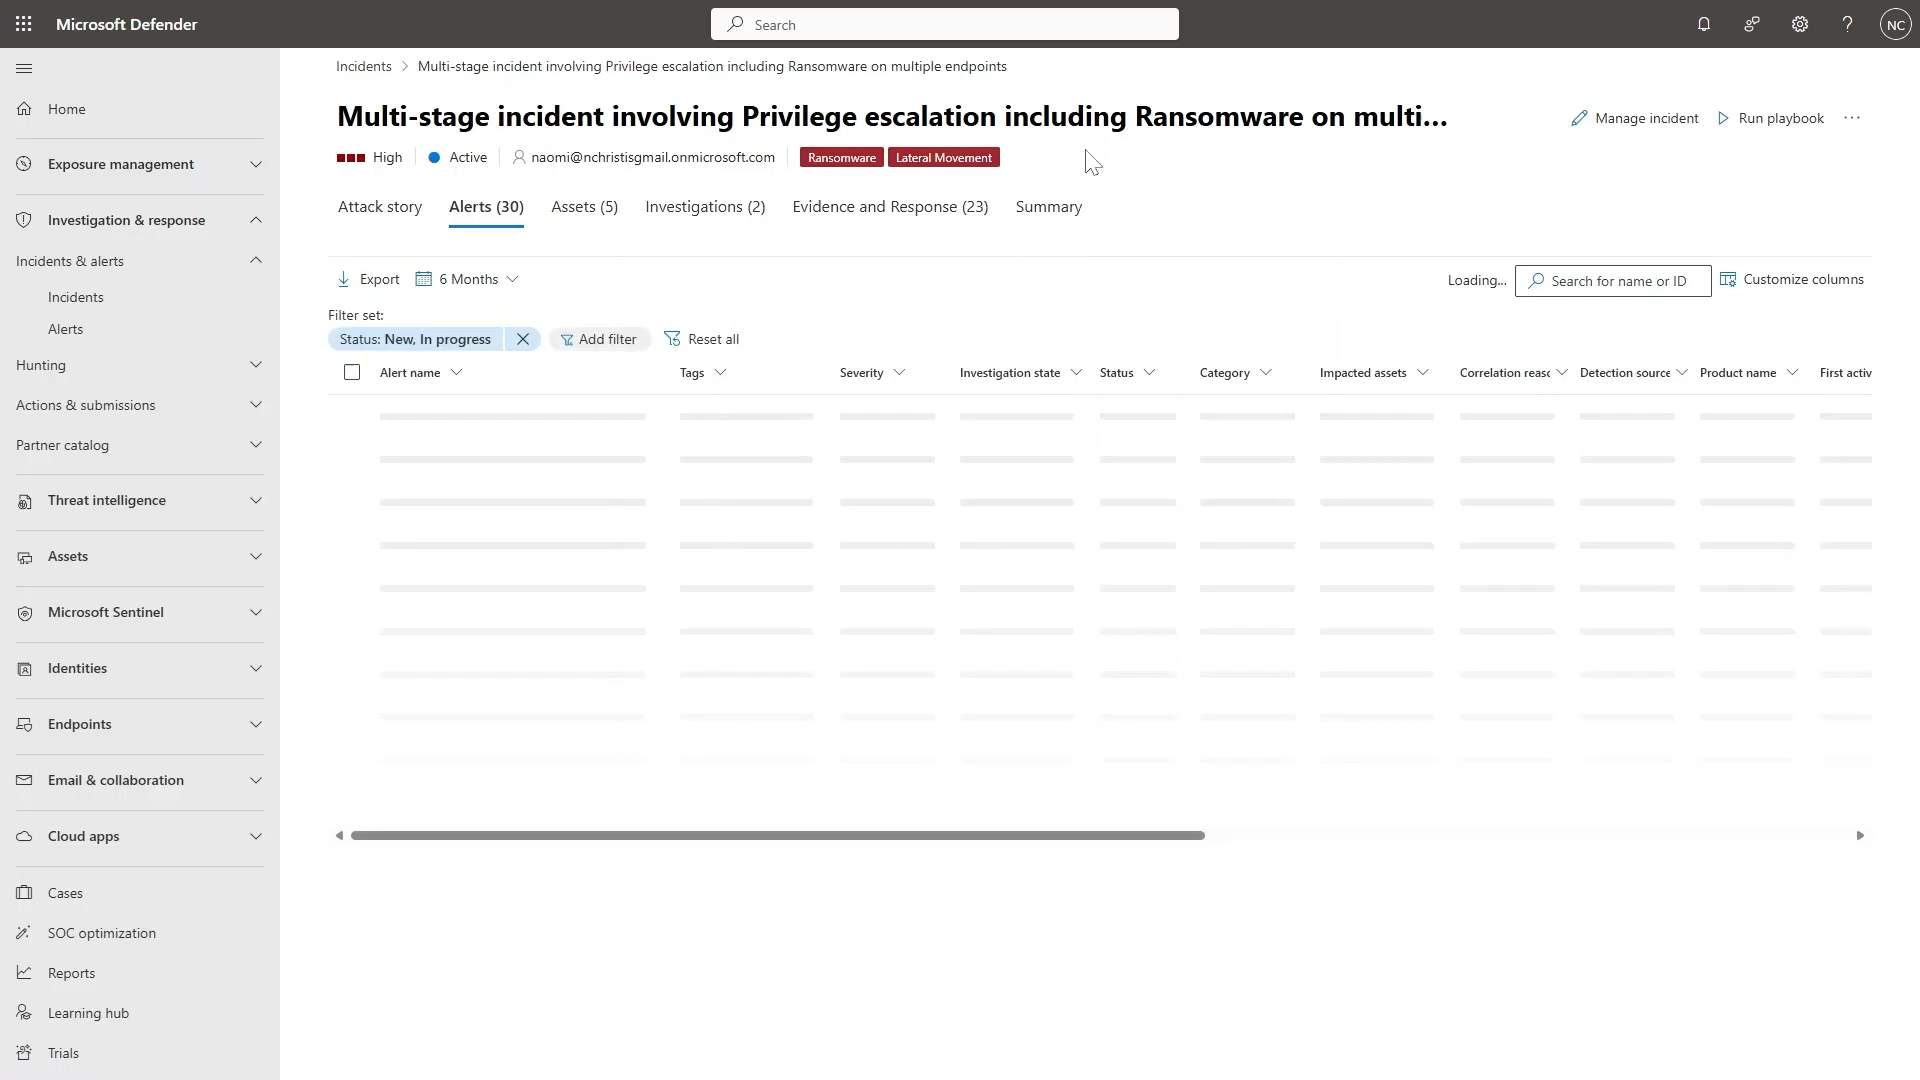 Microsoft Defender
Search
NC
Home
Exposure management
Investigation & response
Incidents & alerts
Incidents
Alerts
Hunting
Actions & submissions
Partner catalog
Threat intelligence
Assets
Microsoft Sentinel
Identities
Endpoints
Email & collaboration
Cloud apps
Cases
SOC optimization
Reports
Learning hub
Trials
Incidents > Multi-stage incident involving Privilege escalation including Ransomware on multiple endpoints
Multi-stage incident involving Privilege escalation including Ransomware on multi...
Manage incident Run playbook ...
High Active naomi@nchristisgmail.onmicrosoft.com Ransomware Lateral Movement
Attack story Alerts (30) Assets (5) Investigations (2) Evidence and Response (23) Summary
Export 6 Months Loading... Search for name or ID Customize columns
Filter set:
Status: New, In progress Add filter Reset all
Alert name Tags Severity Investigation state Status Category Impacted assets Correlation reasc Detection source Product name First activ